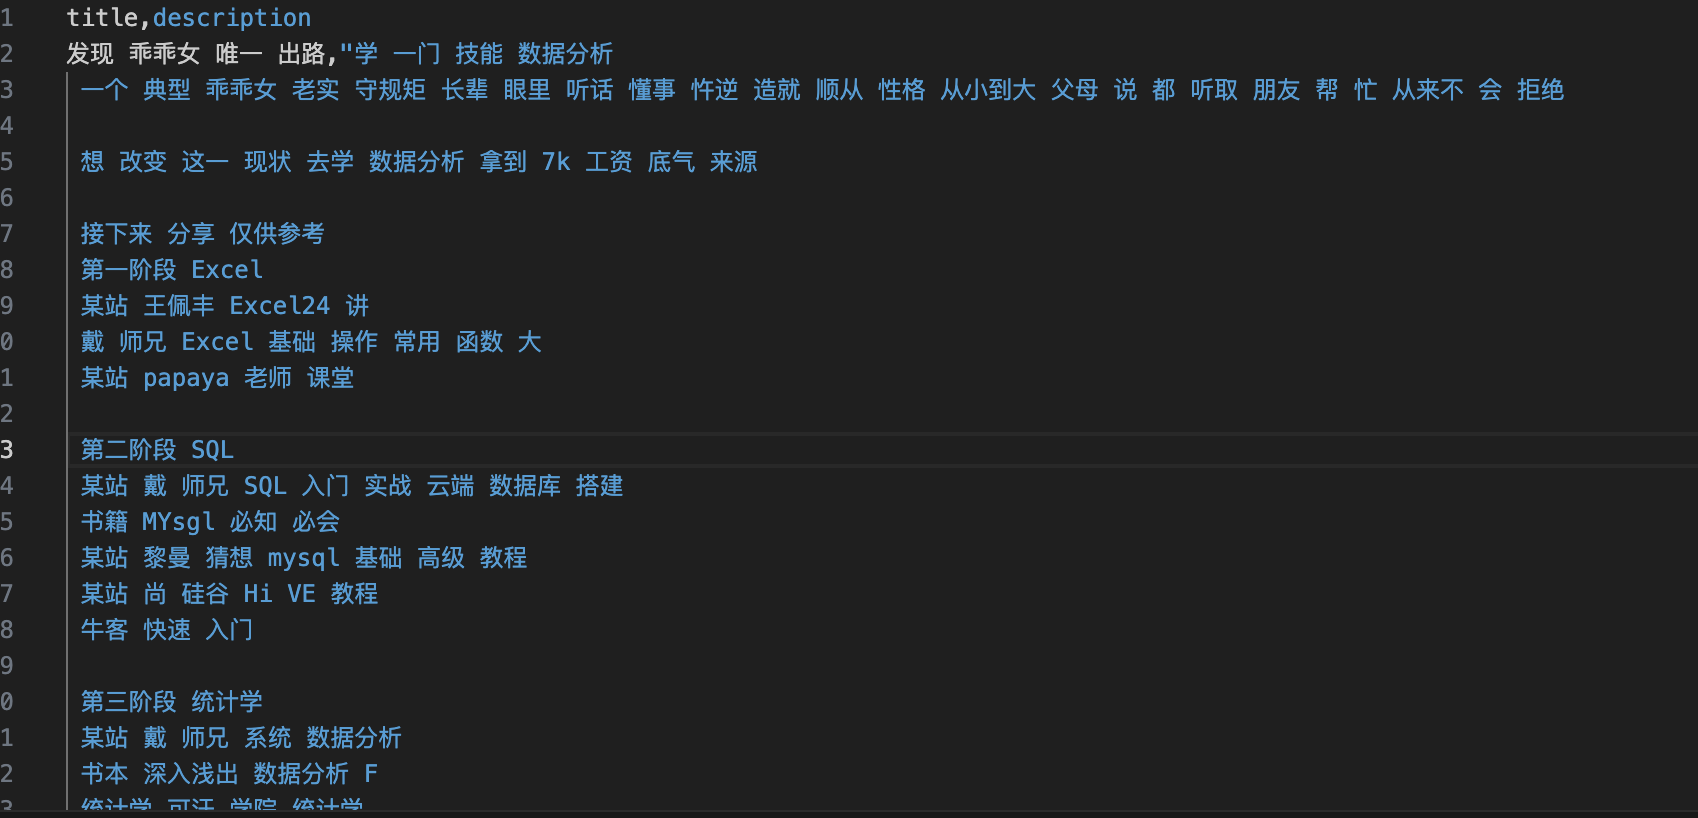 1 title,description
2 发现 乖乖女 唯一 出路,"学 一门 技能 数据分析
3 一个 典型 乖乖女 老实 守规矩 长辈 眼里 听话 懂事 忤逆 造就 顺从 性格 从小到大 父母 说 都 听取 朋友 帮 忙 从来不 会 拒绝
4
5 想 改变 这一 现状 去学 数据分析 拿到 7k 工资 底气 来源
6
7 接下来 分享 仅供参考
8 第一阶段 Excel
9 某站 王佩丰 Excel24 讲
0 戴 师兄 Excel 基础 操作 常用 函数 大
1 某站 papaya 老师 课堂
2
3 第二阶段 SQL
4 某站 戴 师兄 SQL 入门 实战 云端 数据库 搭建
5 书籍 MYsgl 必知 必会
6 某站 黎曼 猜想 mysql 基础 高级 教程
7 某站 尚 硅谷 Hi VE 教程
8 牛客 快速 入门
9
0 第三阶段 统计学
1 某站 戴 师兄 系统 数据分析
2 书本 深入浅出 数据分析 F
3 统计学 可汗 学院 统计学